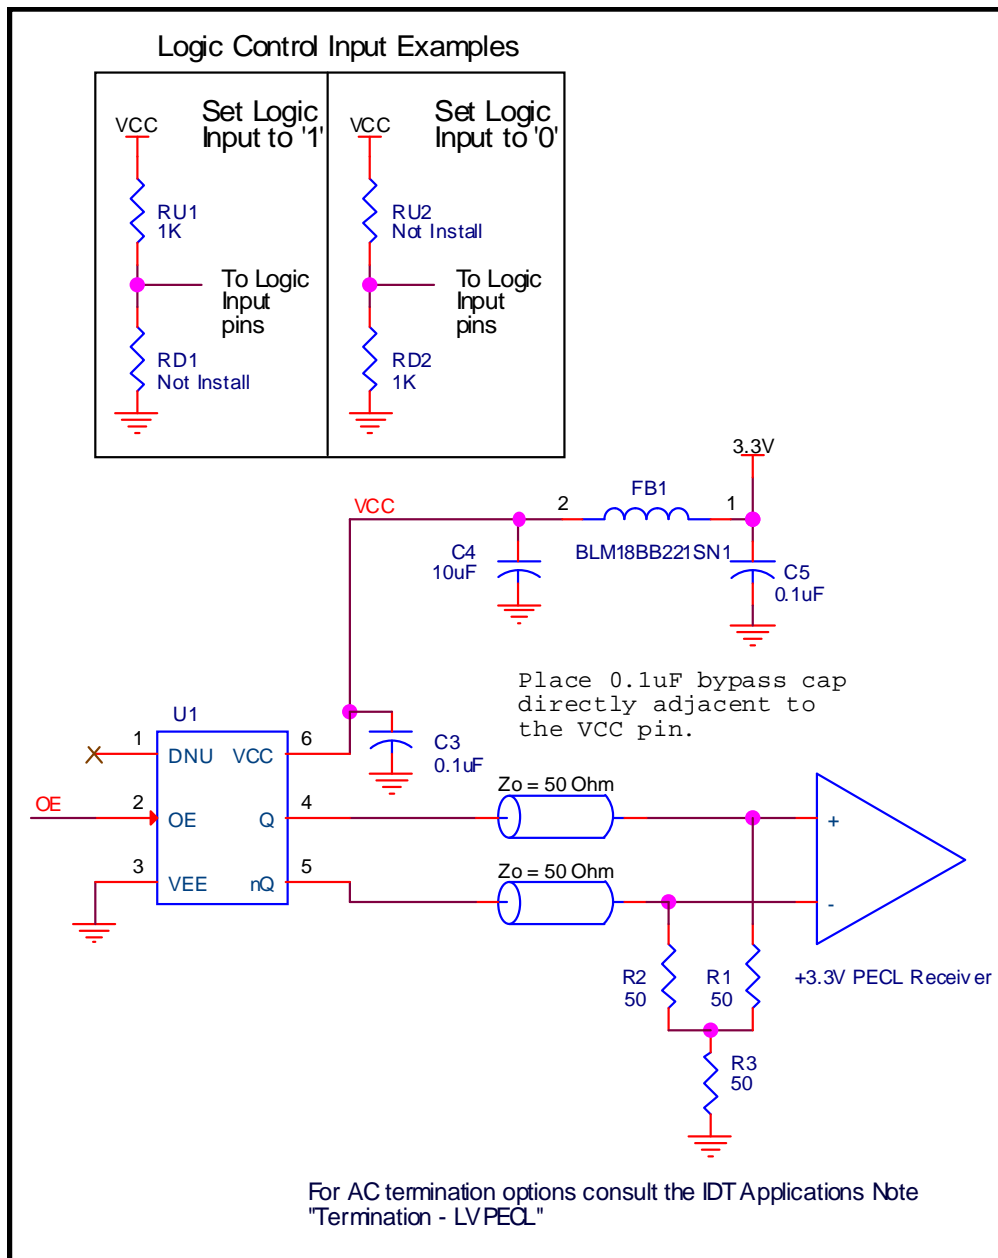 Logic Control Input Examples
Set Logic
Input to '1'
VCC
RU1
1K
To Logic
Input
pins
RD1
Not Install
Set Logic
Input to '0'
VCC
RU2
Not Install
To Logic
Input
pins
RD2
1K
3.3V
VCC
2
FB1
1
BLM18BB221SN1
C4
10uF
C5
0.1uF
Place 0.1uF bypass cap
directly adjacent to
the VCC pin.
U1
1
DNU
VCC
6
C3
0.1uF
OE
2
OE
Q
4
Zo = 50 Ohm
+
3
VEE
nQ
5
Zo = 50 Ohm
-
R2
50
R1
50
+3.3V PECL Receiver
R3
50
For AC termination options consult the IDT Applications Note
"Termination - LVPECL"